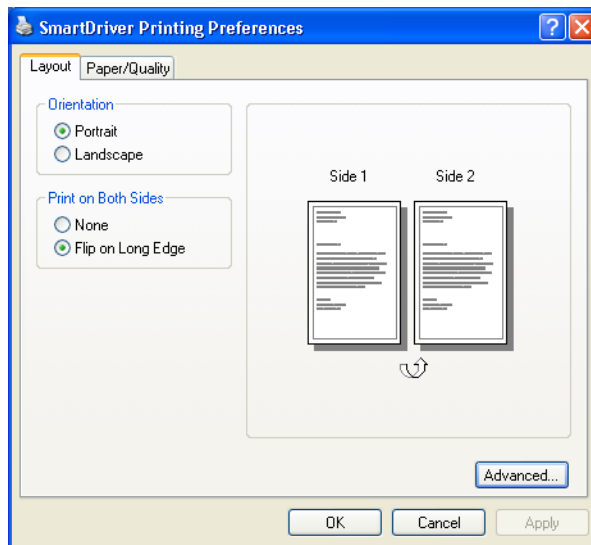 SmartDriver Printing Preferences
Layout
Paper/Quality
Orientation
Portrait
Landscape
Print on Both Sides
None
Flip on Long Edge
Side 1
Side 2
Advanced...
OK
Cancel
Apply